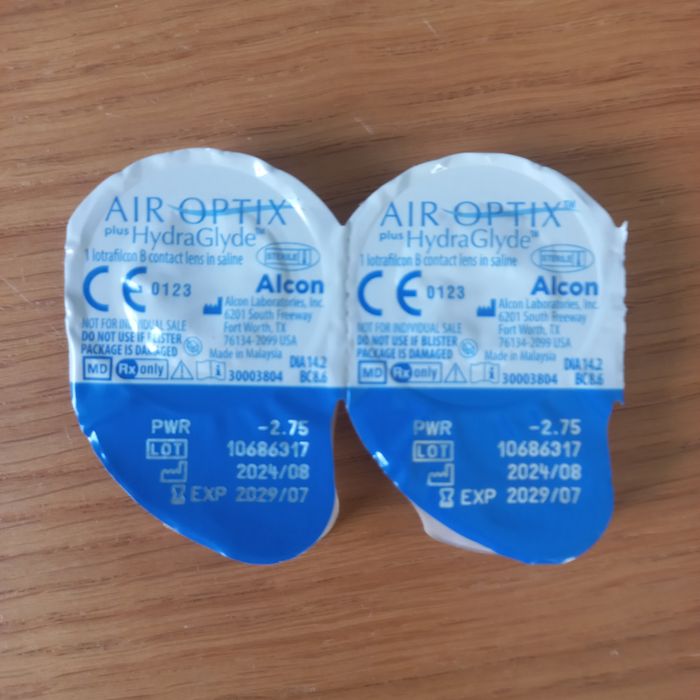 AIR OPTIX™
plus HydraGlyde™
1 lotrafilcon B contact lens in saline
STERILE
CE 0123
Alcon
Alcon Laboratories, Inc.
6201 South Freeway
Fort Worth, TX
76134-2099 USA
Made in Malaysia
NOT FOR INDIVIDUAL SALE
DO NOT USE IF BLISTER
PACKAGE IS DAMAGED
DIA 14.2
MD Rx only 30003804 BC 8.6
PWR -2.75
LOT 10686317
2024/08
EXP 2029/07
AIR OPTIX℠
plus HydraGlyde™
1 lotrafilcon B contact lens in saline
STERILE
CE 0123
Alcon
Alcon Laboratories, Inc.
6201 South Freeway
Fort Worth, TX
76134-2099 USA
Made in Malaysia
NOT FOR INDIVIDUAL SALE
DO NOT USE IF BLISTER
PACKAGE IS DAMAGED
DIA 14.2
MD Rx only 30003804 BC 8.6
PWR -2.75
LOT 10686317
2024/08
EXP 2029/07